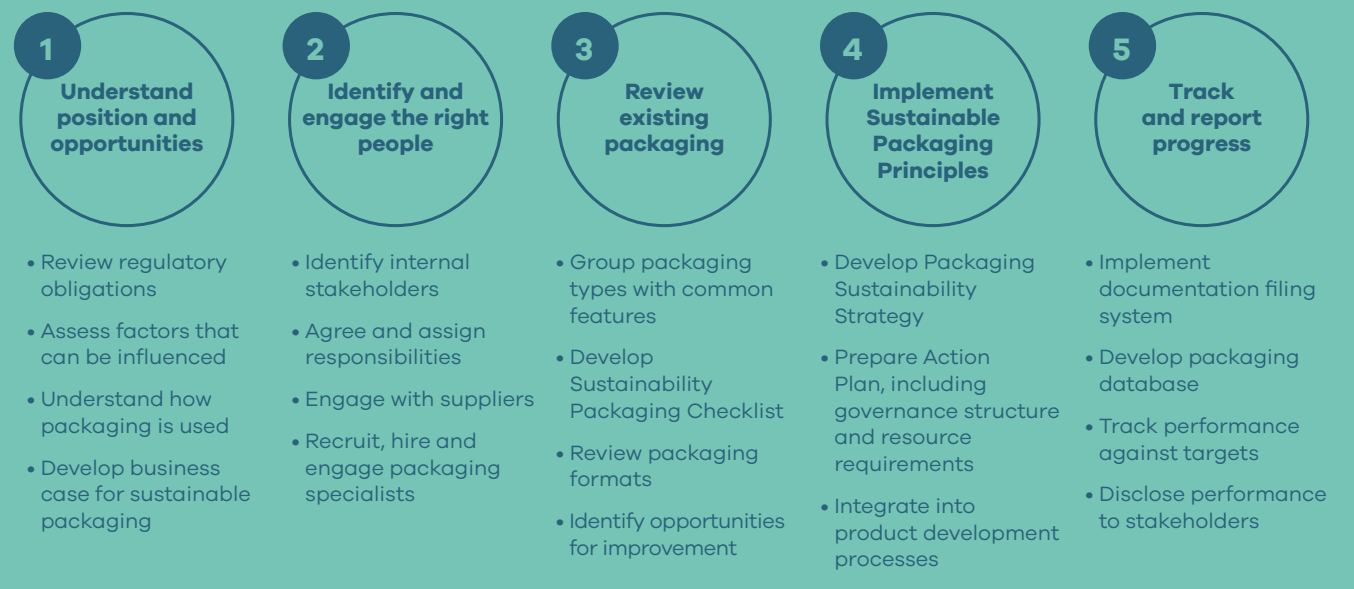 1
Understand
position and
opportunities
• Review regulatory
obligations
• Assess factors that
can be influenced
• Understand how
packaging is used
• Develop business
case for sustainable
packaging
2
Identify and
engage the right
people
• Identify internal
stakeholders
• Agree and assign
responsibilities
• Engage with suppliers
• Recruit, hire and
engage packaging
specialists
3
Review
existing
packaging
• Group packaging
types with common
features
• Develop
Sustainability
Packaging Checklist
• Review packaging
formats
• Identify opportunities
for improvement
4
Implement
Sustainable
Packaging
Principles
• Develop Packaging
Sustainability
Strategy
• Prepare Action
Plan, including
governance structure
and resource
requirements
• Integrate into
product development
processes
5
Track
and report
progress
• Implement
documentation filing
system
• Develop packaging
database
• Track performance
against targets
• Disclose performance
to stakeholders